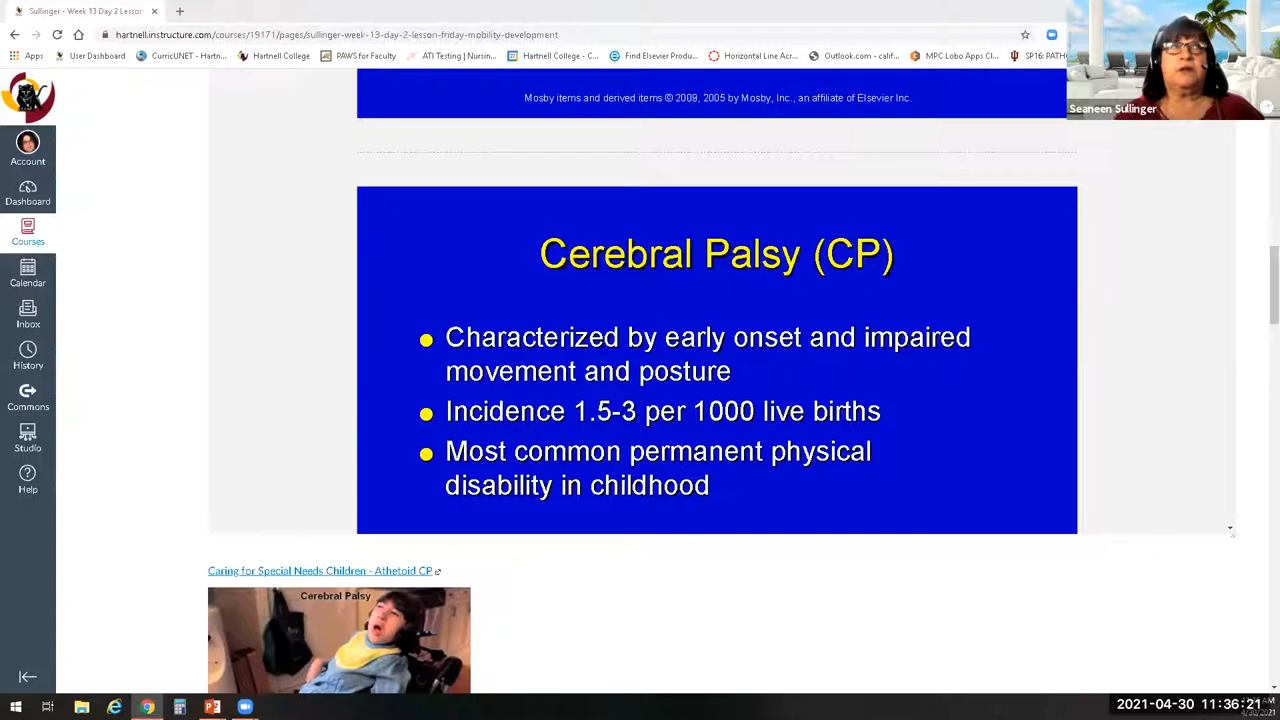 Sullinger - Week 13 Day 2 Lesson
hartnell.instructure.com/courses/19171/pages/sullinger-week-13-day-2-lesson-friday-mobility-development
Apps
User Dashboard
CurricUNET - Hartn...
Hartnell College
PAWS for Faculty
ATI Testing | Nursin...
Hartnell College - C...
Find Elsevier Produ...
Horizontal Line Acr...
Outlook.com - calif...
MPC Lobo Apps Cl...
SP16: PATH
Seaneen Sullinger
Account
Dashboard
Courses
Calendar
Inbox
History
Commons
Studio
Help
Mosby items and derived items © 2009, 2005 by Mosby, Inc., an affiliate of Elsevier Inc.
Cerebral Palsy (CP)
Characterized by early onset and impaired
movement and posture
Incidence 1.5-3 per 1000 live births
Most common permanent physical
disability in childhood
Caring for Special Needs Children - Athetoid CP
Cerebral Palsy
2021-04-30 11:36:21